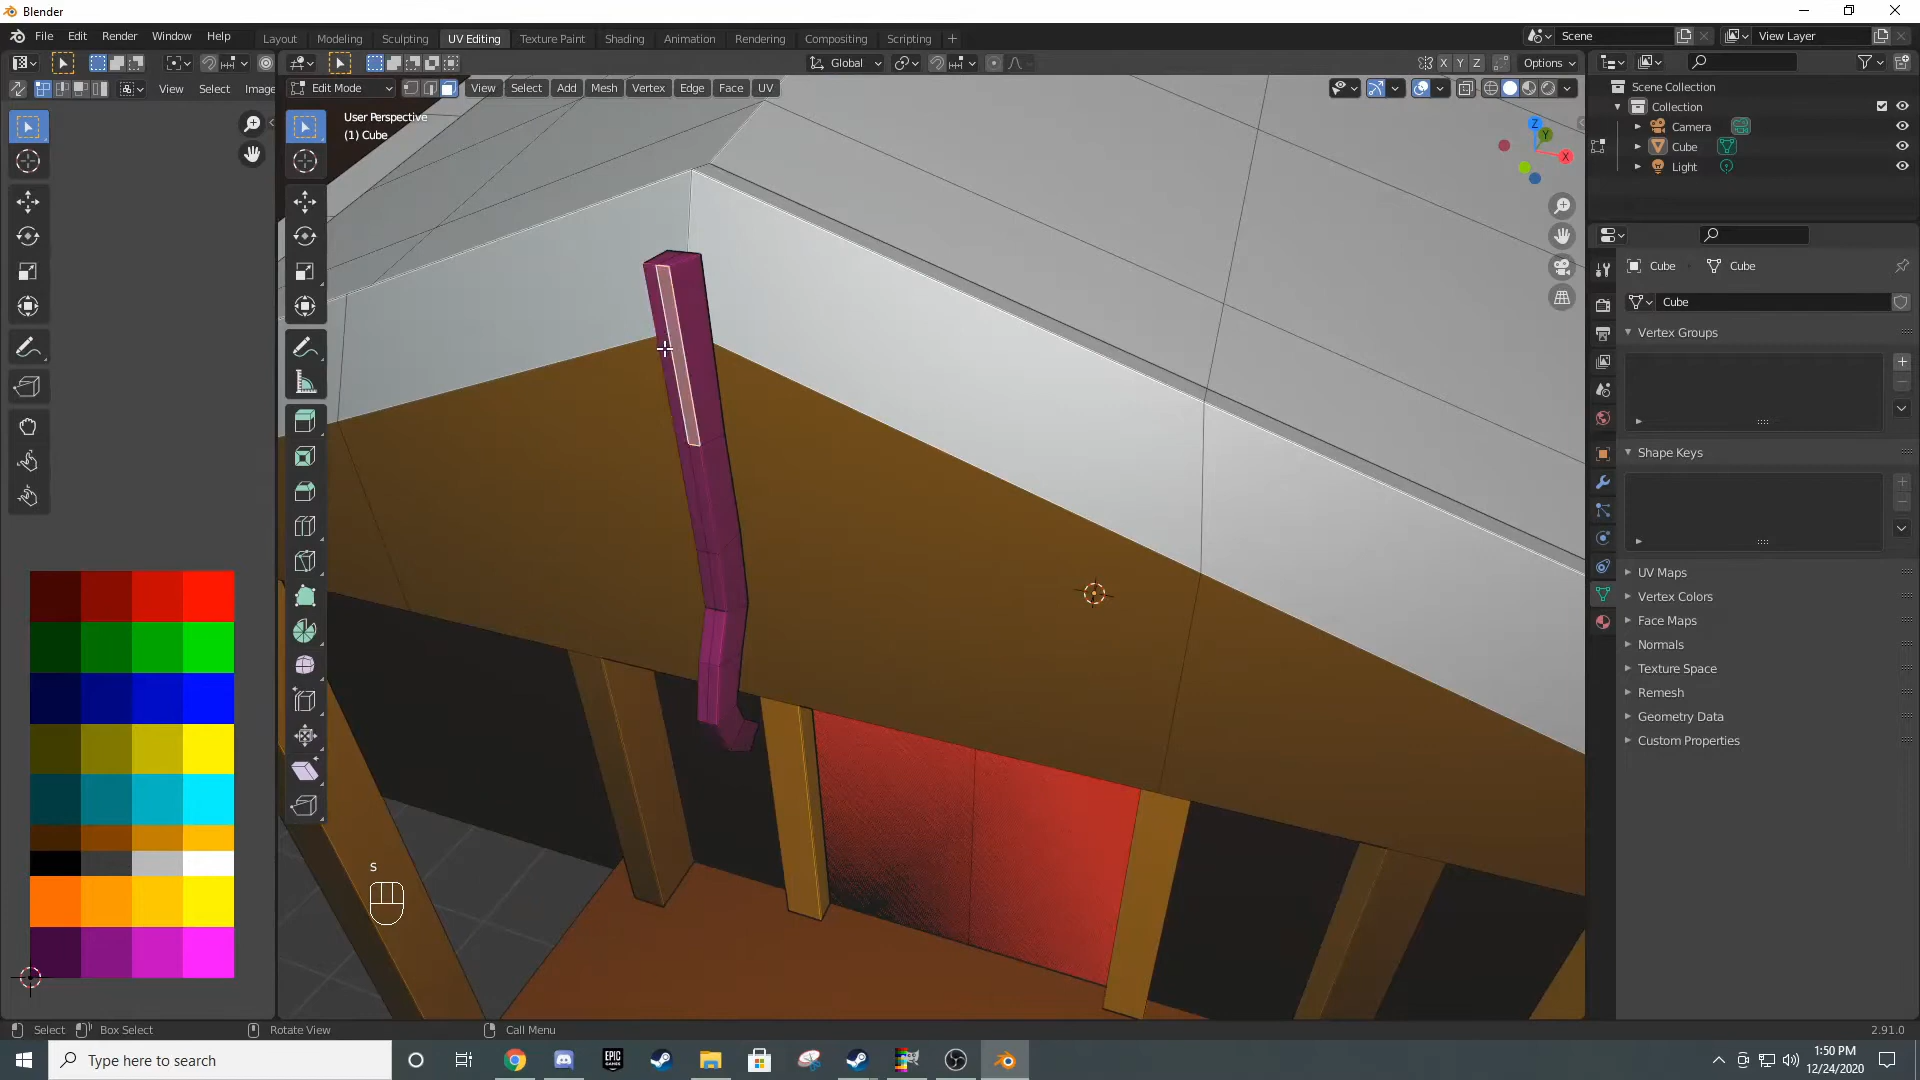 Blender
File Edit Render Window Help
Layout Modeling Sculpting UV Editing Texture Paint Shading Animation Rendering Compositing Scripting
Scene
View Layer
Global
X Y Z
Options
View Select Image
Edit Mode
View Select Add Mesh Vertex Edge Face UV
User Perspective
(1) Cube
Z
Y
X
Scene Collection
Collection
Camera
Cube
Light
Cube
Cube
Cube
Vertex Groups
Shape Keys
UV Maps
Vertex Colors
Face Maps
Normals
Texture Space
Remesh
Geometry Data
Custom Properties
s
Select
Box Select
Rotate View
Call Menu
2.91.0
Type here to search
1:50 PM
12/24/2020